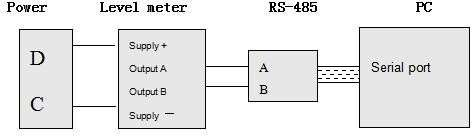 Power Level meter RS-485 PC
D
C
Supply +
Output A
Output B
Supply —
A
B
Serial port